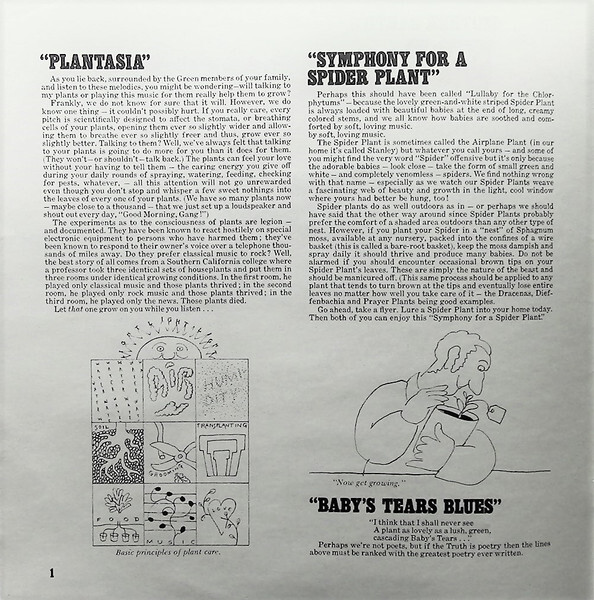 "PLANTASIA"
As you lie back, surrounded by the Green members of your family,
and listen to these melodies, you might be wondering—will talking to
my plants or playing this music for them really help them to grow?
Frankly, we do not know for sure that it will. However, we do
know one thing — it couldn't possibly hurt. If you really care, every
pitch is scientifically designed to affect the stomata, or breathing
cells of your plants, opening them ever so slightly wider and allow-
ing them to breathe ever so slightly freer and thus, grow ever so
slightly better. Talking to them? Well, we've always felt that talking
to your plants is going to do more for you than it does for them.
(They won't — or shouldn't — talk back.) The plants can feel your love
without your having to tell them — the caring energy you give off
during your daily rounds of spraying, watering, feeding, checking
for pests, whatever, — all this attention will not go unrewarded
even though you don't stop and whisper a few sweet nothings into
the leaves of every one of your plants. (We have so many plants now
— maybe close to a thousand — that we just set up a loudspeaker and
shout out every day, "Good Morning, Gang!")
The experiments as to the consciousness of plants are legion —
and documented. They have been known to react hostilely on special
electronic equipment to persons who have harmed them; they've
been known to respond to their owner's voice over a telephone thou-
sands of miles away. Do they prefer classical music to rock? Well,
the best story of all comes from a Southern California college where
a professor took three identical sets of houseplants and put them in
three rooms under identical growing conditions. In the first room, he
played only classical music and those plants thrived; in the second
room, he played only rock music and those plants thrived; in the
third room, he played only the news. Those plants died.
Let that one grow on you while you listen . . .
AIR
HUMI
DITY
SOIL
GROOMING
TRANSPLANTING
FOOD
MUSIC
LOVE
Basic principles of plant care.
1
"SYMPHONY FOR A
SPIDER PLANT"
Perhaps this should have been called "Lullaby for the Chlor-
phytums" — because the lovely green-and-white striped Spider Plant
is always loaded with beautiful babies at the end of long, creamy
colored stems, and we all know how babies are soothed and com-
forted by soft, loving music.
by soft, loving music.
The Spider Plant is sometimes called the Airplane Plant (in our
home it's called Stanley) but whatever you call yours — and some of
you might find the very word "Spider" offensive but it's only because
the adorable babies — look close — take the form of small green and
white — and completely venomless — spiders. We find nothing wrong
with that name — especially as we watch our Spider Plants weave
a fascinating web of beauty and growth in the light, cool window
where yours had better be hung, too!
Spider plants do as well outdoors as in — or perhaps we should
have said that the other way around since Spider Plants probably
prefer the comfort of a shaded area outdoors than any other type of
nest. However, if you plant your Spider in a "nest" of Sphagnum
moss, available at any nursery, packed into the confines of a wire
basket (this is called a bare-root basket), keep the moss dampish and
spray daily it should thrive and produce many babies. Do not be
alarmed if you should encounter occasional brown tips on your
Spider Plant's leaves. These are simply the nature of the beast and
should be manicured off. (This same process should be applied to any
plant that tends to turn brown at the tips and eventually lose entire
leaves no matter how well you take care of it — the Dracenas, Dief-
fenbachia and Prayer Plants being good examples.
Go ahead, take a flyer. Lure a Spider Plant into your home today.
Then both of you can enjoy this "Symphony for a Spider Plant."
"Now get growing."
"BABY'S TEARS BLUES"
"I think that I shall never see
A plant as lovely as a lush, green,
cascading Baby's Tears . . ."
Perhaps we're not poets, but if the Truth is poetry then the lines
above must be ranked with the greatest poetry ever written.